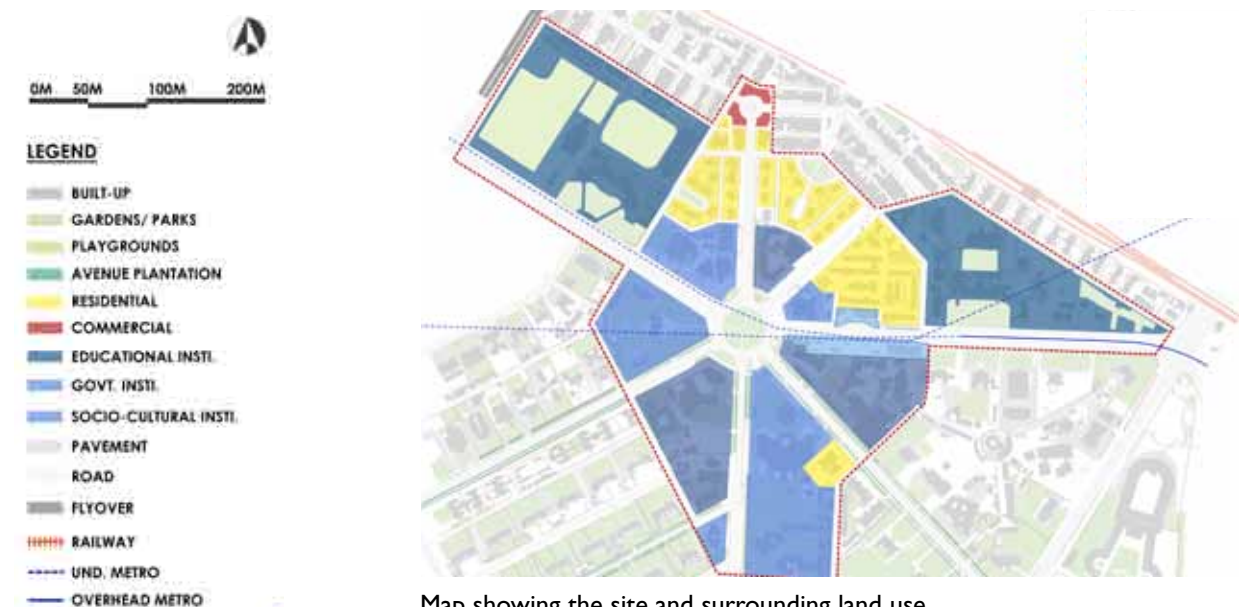 0M 50M 100M 200M
LEGEND
BUILT-UP
GARDENS/ PARKS
PLAYGROUNDS
AVENUE PLANTATION
RESIDENTIAL
COMMERCIAL
EDUCATIONAL INSTI.
GOVT. INSTI.
SOCIO-CULTURAL INSTI.
PAVEMENT
ROAD
FLYOVER
RAILWAY
UND. METRO
OVERHEAD METRO
Map showing the site and surrounding land use